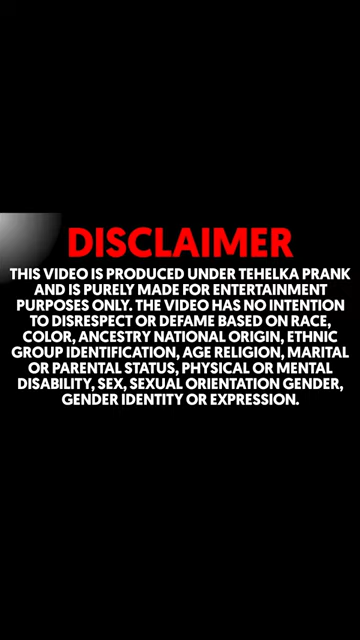 DISCLAIMER
THIS VIDEO IS PRODUCED UNDER TEHELKA PRANK
AND IS PURELY MADE FOR ENTERTAINMENT
PURPOSES ONLY. THE VIDEO HAS NO INTENTION
TO DISRESPECT OR DEFAME BASED ON RACE,
COLOR, ANCESTRY NATIONAL ORIGIN, ETHNIC
GROUP IDENTIFICATION, AGE RELIGION, MARITAL
OR PARENTAL STATUS, PHYSICAL OR MENTAL
DISABILITY, SEX, SEXUAL ORIENTATION GENDER,
GENDER IDENTITY OR EXPRESSION.